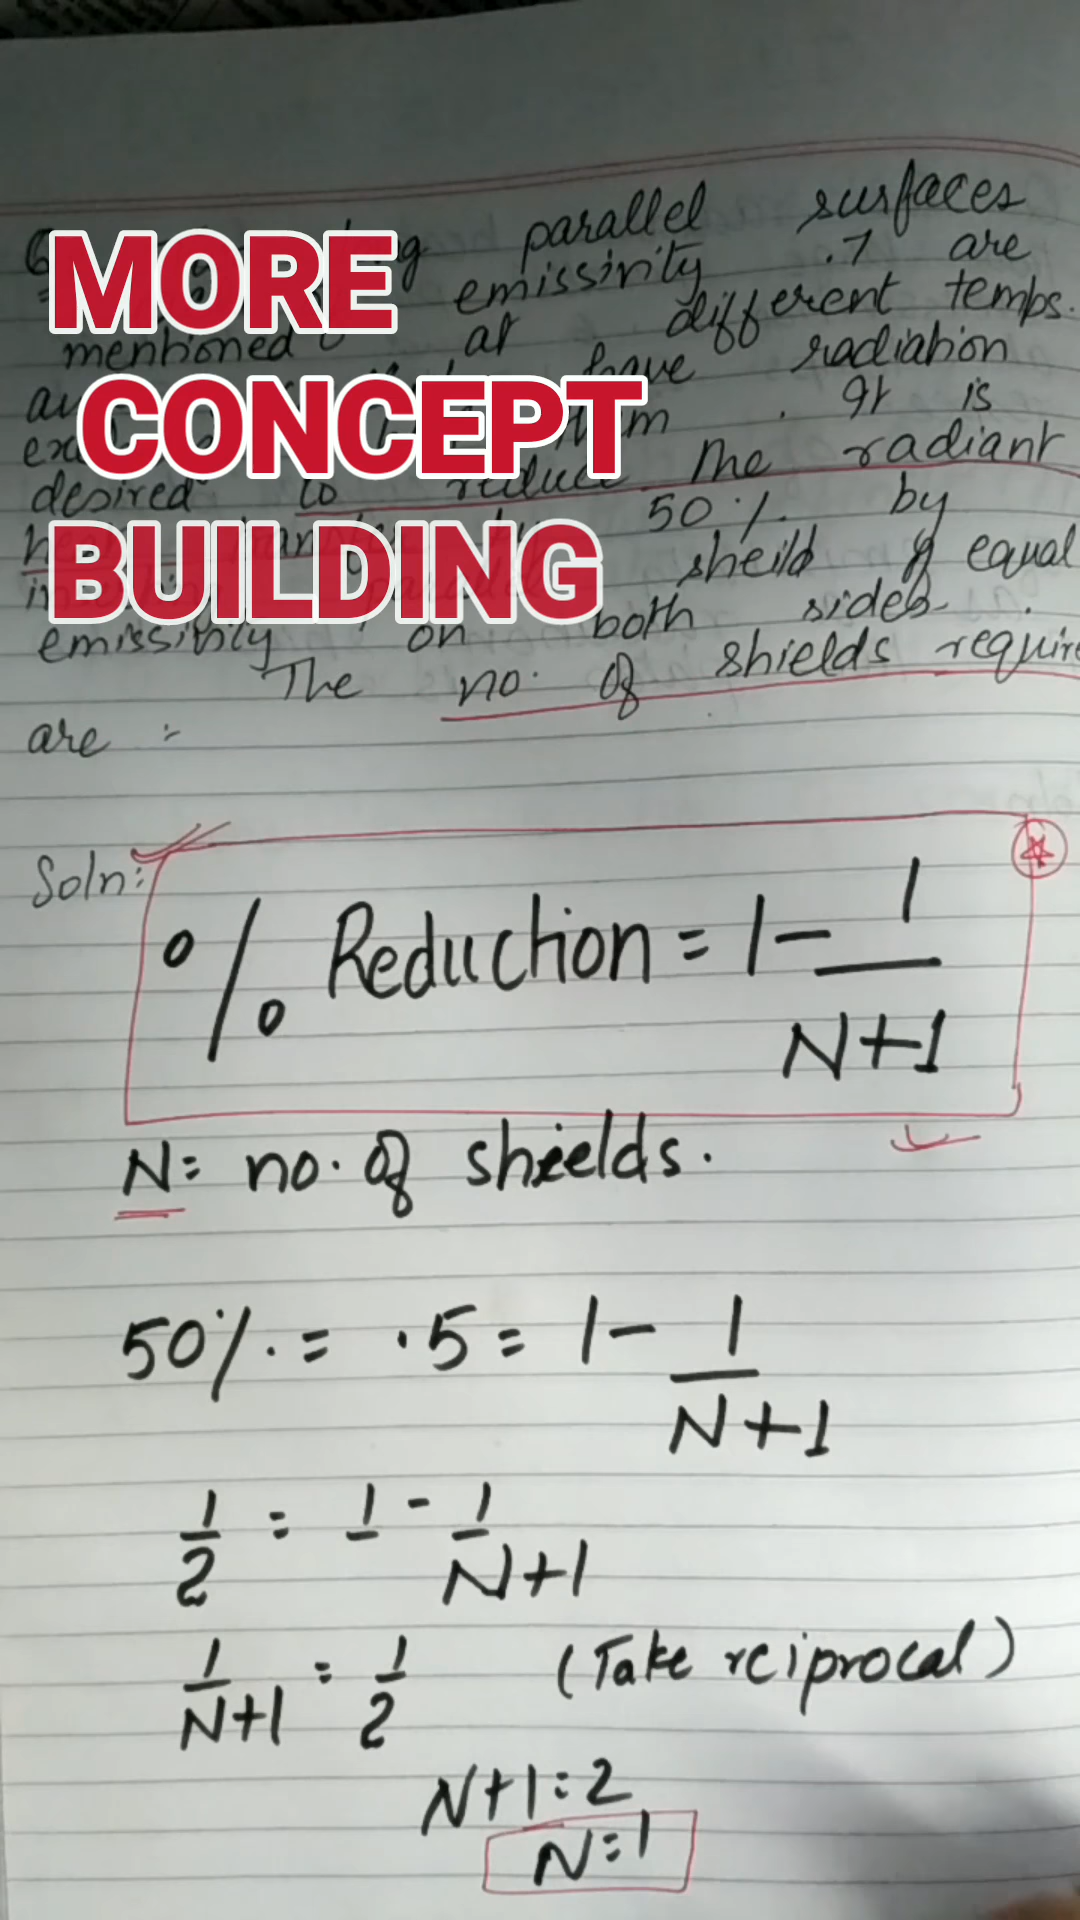 MORE
CONCEPT
BUILDING
parallel surfaces
emissivity .7 are
mentioned at different temps.
have radiation
. It is
desired to reduce the radiant
50% by
sheild of equal
emissivity on both sides.
The no. of shields require
are :-
Soln:
% Reduction = 1 - 1/N+1
N = no. of shields.
50% = .5 = 1 - 1/N+1
1/2 = 1 - 1/N+1
1/N+1 = 1/2 (Take reciprocal)
N+1 = 2
N = 1